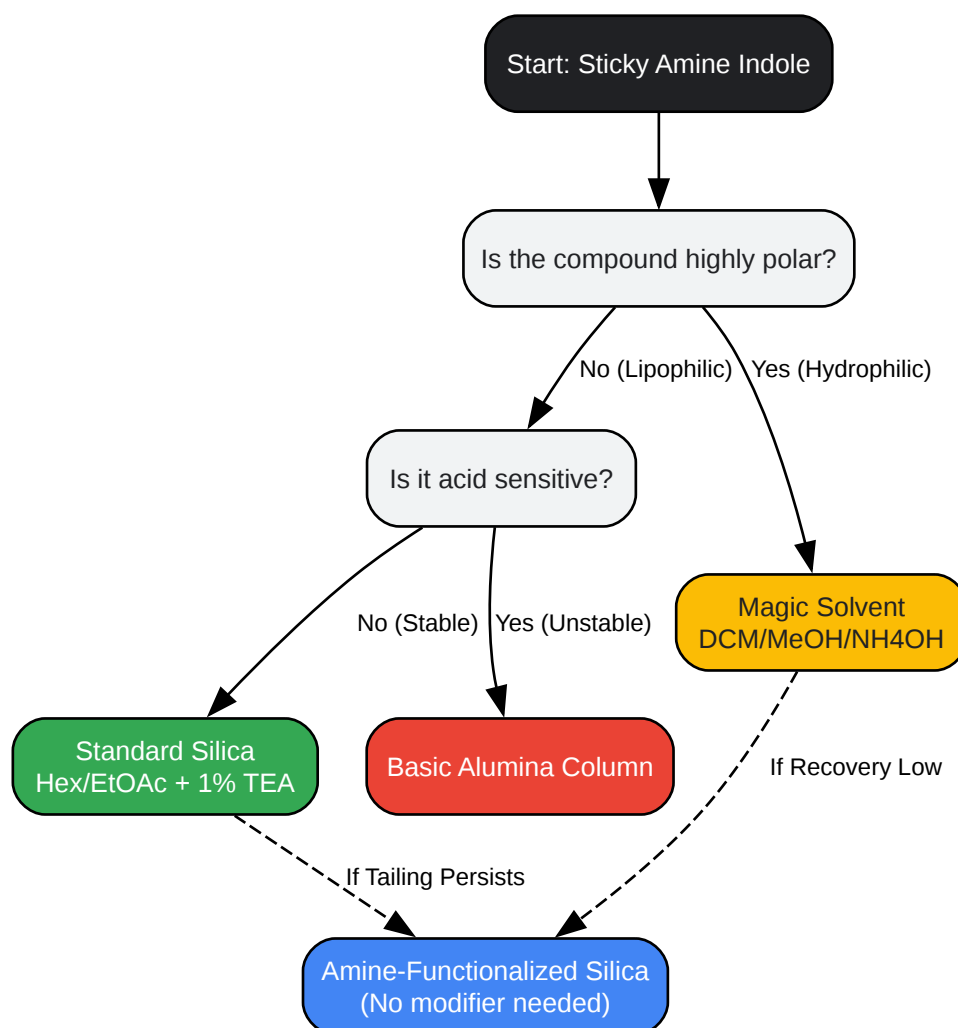 Start: Sticky Amine Indole
Is the compound highly polar?
No (Lipophilic)
Yes (Hydrophilic)
Is it acid sensitive?
No (Stable)
Yes (Unstable)
Magic Solvent
DCM/MeOH/NH4OH
Standard Silica
Hex/EtOAc + 1% TEA
Basic Alumina Column
If Recovery Low
If Tailing Persists
Amine-Functionalized Silica
(No modifier needed)